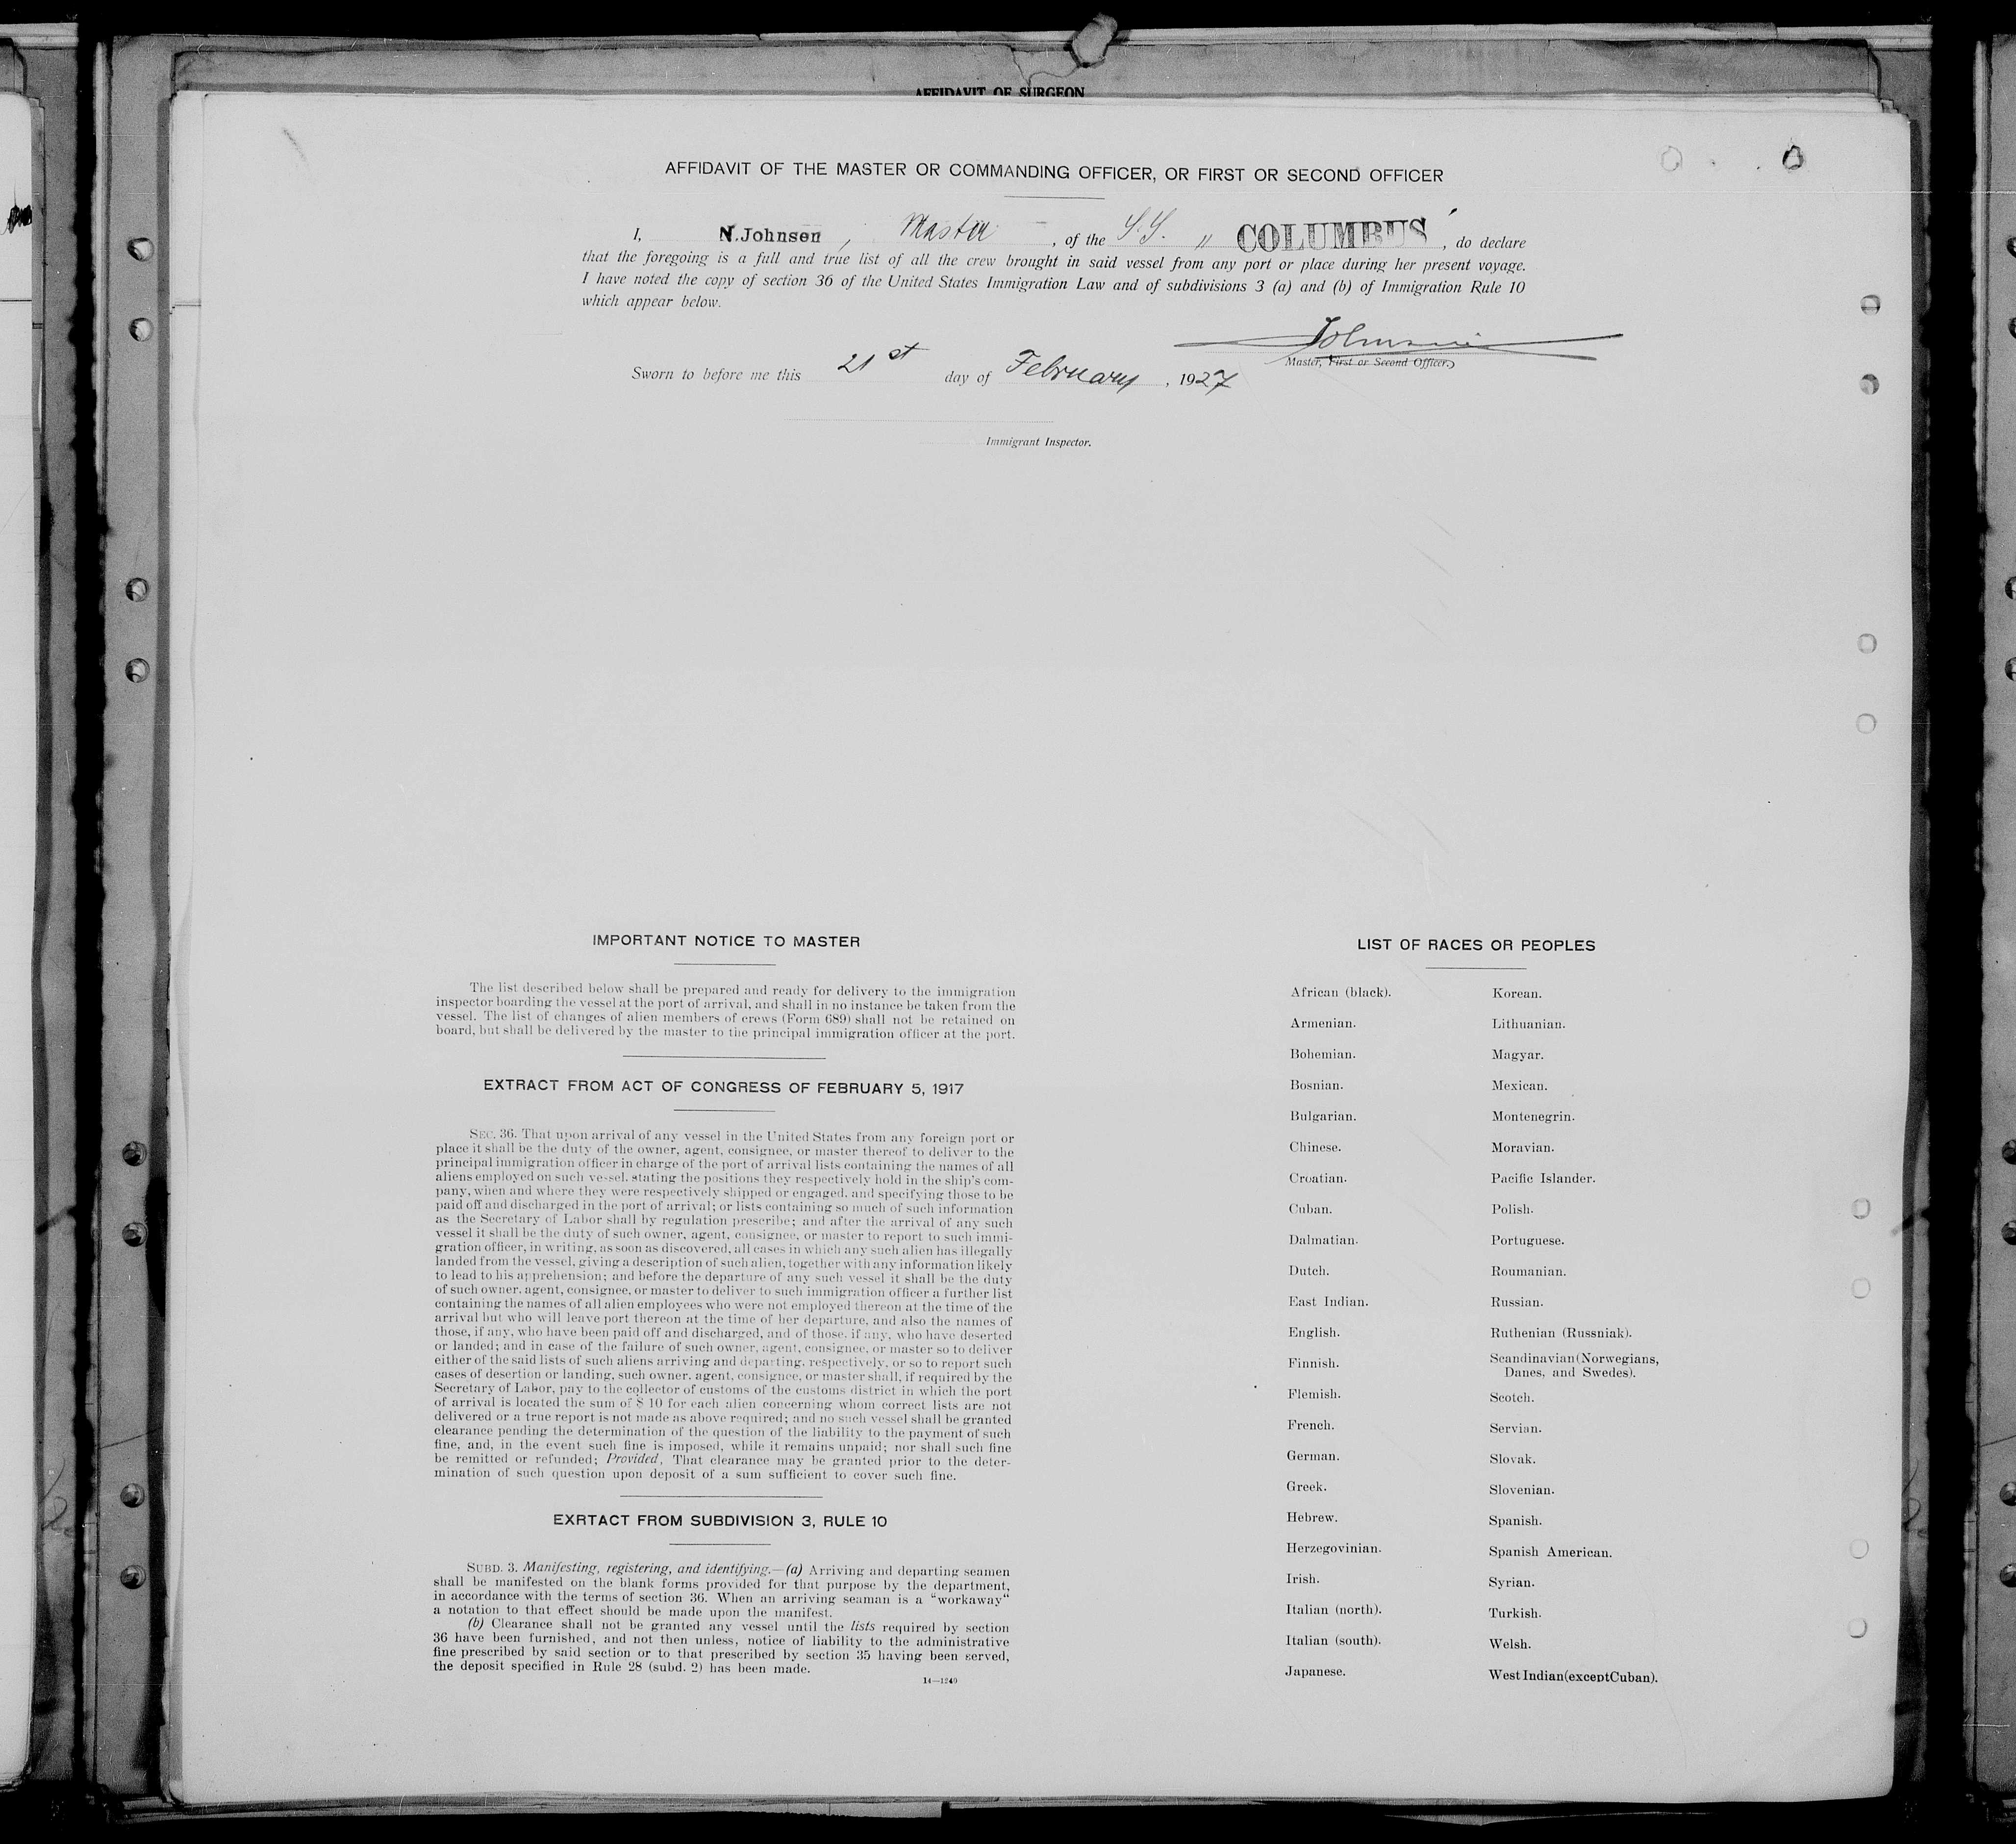 AFFIDAVIT OF SURGEON
AFFIDAVIT OF THE MASTER OR COMMANDING OFFICER, OR FIRST OR SECOND OFFICER
I, N. Johnsen, Master, of the S.S. „ COLUMBUS', do declare
that the foregoing is a full and true list of all the crew brought in said vessel from any port or place during her present voyage.
I have noted the copy of section 36 of the United States Immigration Law and of subdivisions 3 (a) and (b) of Immigration Rule 10
which appear below.
Johnsen
Master, First or Second Officer.
Sworn to before me this 21st day of February, 1927
Immigrant Inspector.
IMPORTANT NOTICE TO MASTER
The list described below shall be prepared and ready for delivery to the immigration
inspector boarding the vessel at the port of arrival, and shall in no instance be taken from the
vessel. The list of changes of alien members of crews (Form 689) shall not be retained on
board, but shall be delivered by the master to the principal immigration officer at the port.
EXTRACT FROM ACT OF CONGRESS OF FEBRUARY 5, 1917
SEC. 36. That upon arrival of any vessel in the United States from any foreign port or
place it shall be the duty of the owner, agent, consignee, or master thereof to deliver to the
principal immigration officer in charge of the port of arrival lists containing the names of all
aliens employed on such vessel, stating the positions they respectively hold in the ship's com-
pany, when and where they were respectively shipped or engaged, and specifying those to be
paid off and discharged in the port of arrival; or lists containing so much of such information
as the Secretary of Labor shall by regulation prescribe; and after the arrival of any such
vessel it shall be the duty of such owner, agent, consignee, or master to report to such immi-
gration officer, in writing, as soon as discovered, all cases in which any such alien has illegally
landed from the vessel, giving a description of such alien, together with any information likely
to lead to his apprehension; and before the departure of any such vessel it shall be the duty
of such owner, agent, consignee, or master to deliver to such immigration officer a further list
containing the names of all alien employees who were not employed thereon at the time of the
arrival but who will leave port thereon at the time of her departure, and also the names of
those, if any, who have been paid off and discharged, and of those, if any, who have deserted
or landed; and in case of the failure of such owner, agent, consignee, or master so to deliver
either of the said lists of such aliens arriving and departing, respectively, or so to report such
cases of desertion or landing, such owner, agent, consignee, or master shall, if required by the
Secretary of Labor, pay to the collector of customs of the customs district in which the port
of arrival is located the sum of $ 10 for each alien concerning whom correct lists are not
delivered or a true report is not made as above required; and no such vessel shall be granted
clearance pending the determination of the question of the liability to the payment of such
fine, and, in the event such fine is imposed, while it remains unpaid; nor shall such fine
be remitted or refunded; Provided, That clearance may be granted prior to the deter-
mination of such question upon deposit of a sum sufficient to cover such fine.
EXRTACT FROM SUBDIVISION 3, RULE 10
SUBD. 3. Manifesting, registering, and identifying.—(a) Arriving and departing seamen
shall be manifested on the blank forms provided for that purpose by the department,
in accordance with the terms of section 36. When an arriving seaman is a “workaway“
a notation to that effect should be made upon the manifest.
(b) Clearance shall not be granted any vessel until the lists required by section
36 have been furnished, and not then unless, notice of liability to the administrative
fine prescribed by said section or to that prescribed by section 35 having been served,
the deposit specified in Rule 28 (subd. 2) has been made.
14—1249
LIST OF RACES OR PEOPLES
African (black).
Armenian.
Bohemian.
Bosnian.
Bulgarian.
Chinese.
Croatian.
Cuban.
Dalmatian.
Dutch.
East Indian.
English.
Finnish.
Flemish.
French.
German.
Greek.
Hebrew.
Herzegovinian.
Irish.
Italian (north).
Italian (south).
Japanese.
Korean.
Lithuanian.
Magyar.
Mexican.
Montenegrin.
Moravian.
Pacific Islander.
Polish.
Portuguese.
Roumanian.
Russian.
Ruthenian (Russniak).
Scandinavian (Norwegians,
Danes, and Swedes).
Scotch.
Servian.
Slovak.
Slovenian.
Spanish.
Spanish American.
Syrian.
Turkish.
Welsh.
West Indian (except Cuban).